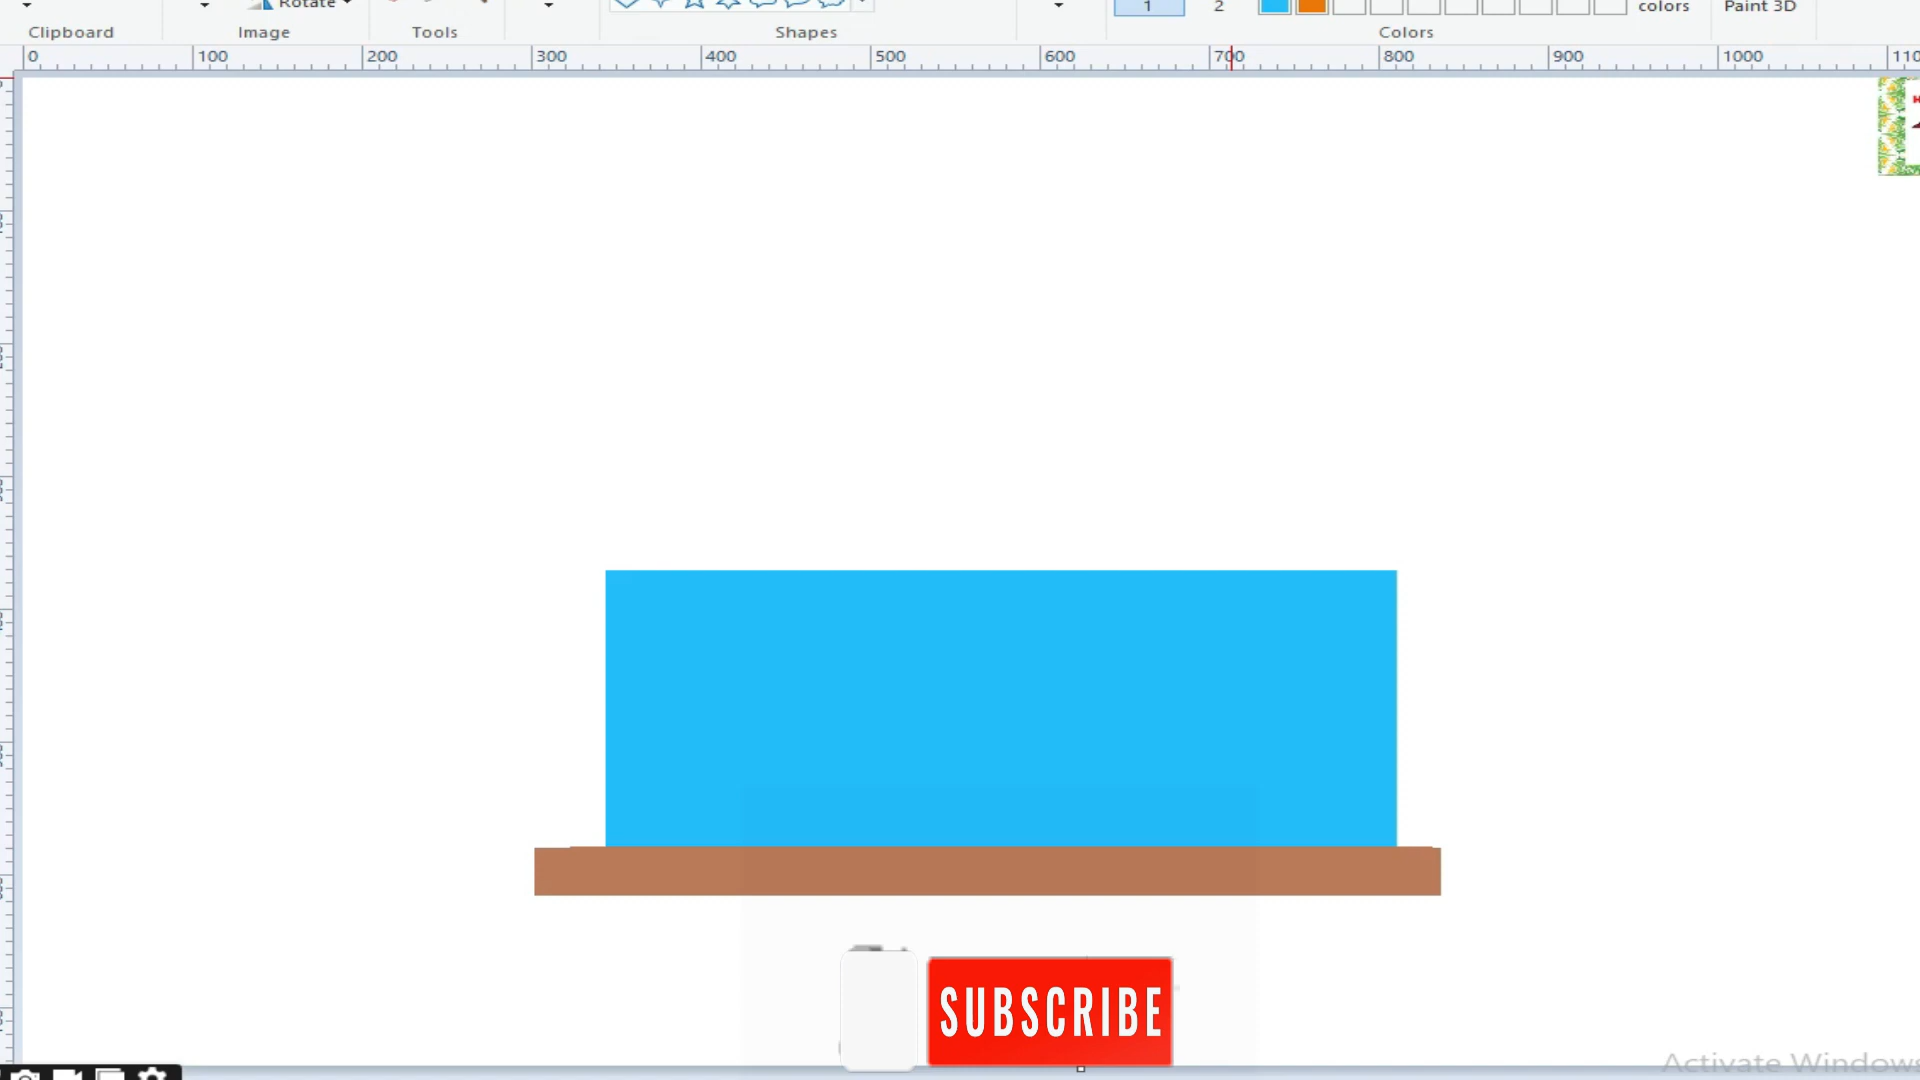 Rotate
1
2
colors
Paint 3D
Clipboard
Image
Tools
Shapes
Colors
0
100
200
300
400
500
600
700
800
900
1000
SUBSCRIBE
Activate Windows